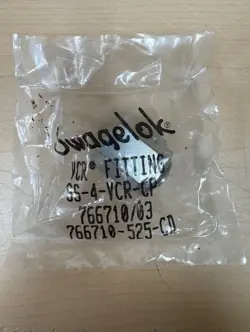 Swagelok®
VCR® FITTING
SS-4-VCR-CP
766710/03
766710-525-CD